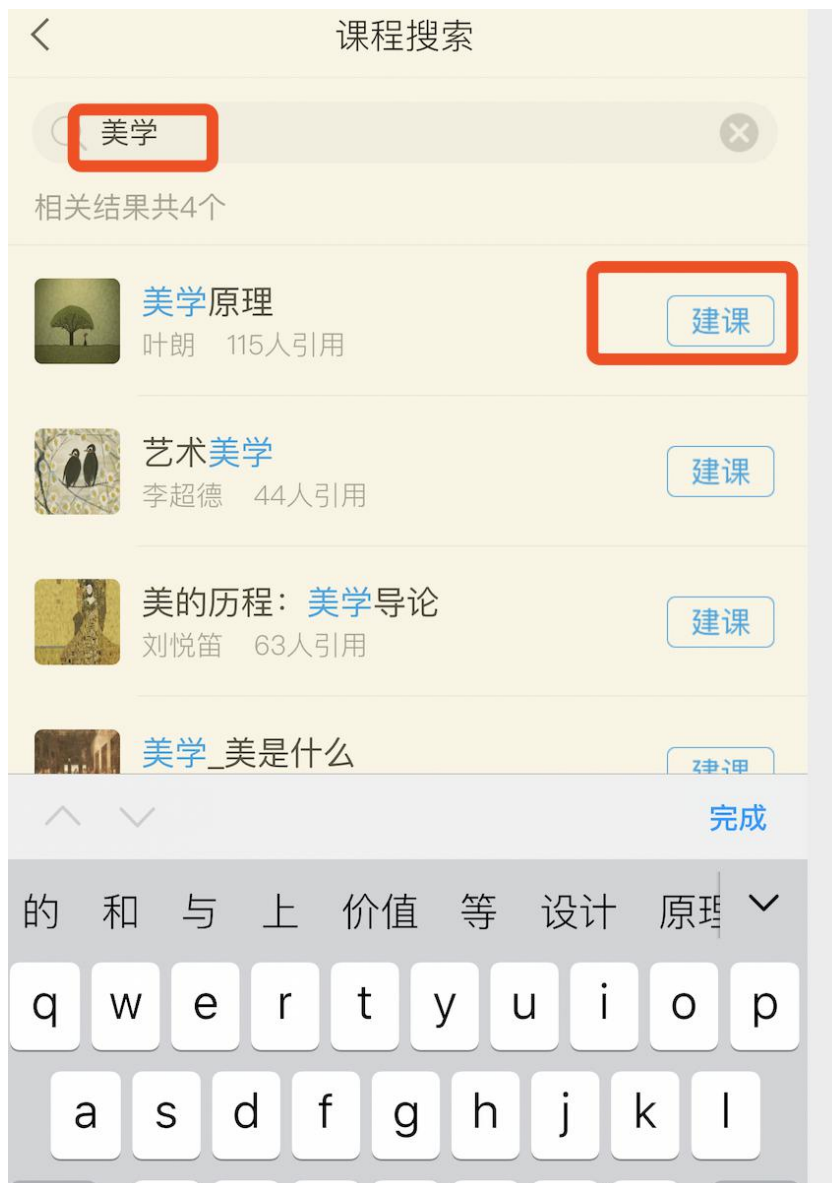 课程搜索
美学
相关结果共4个
美学原理
叶朗 115人引用
建课
艺术美学
李超德 44人引用
建课
美的历程：美学导论
刘悦笛 63人引用
建课
美学_美是什么
建课
完成
的 和 与 上 价值 等 设计 原理
q w e r t y u i o p
a s d f g h j k l